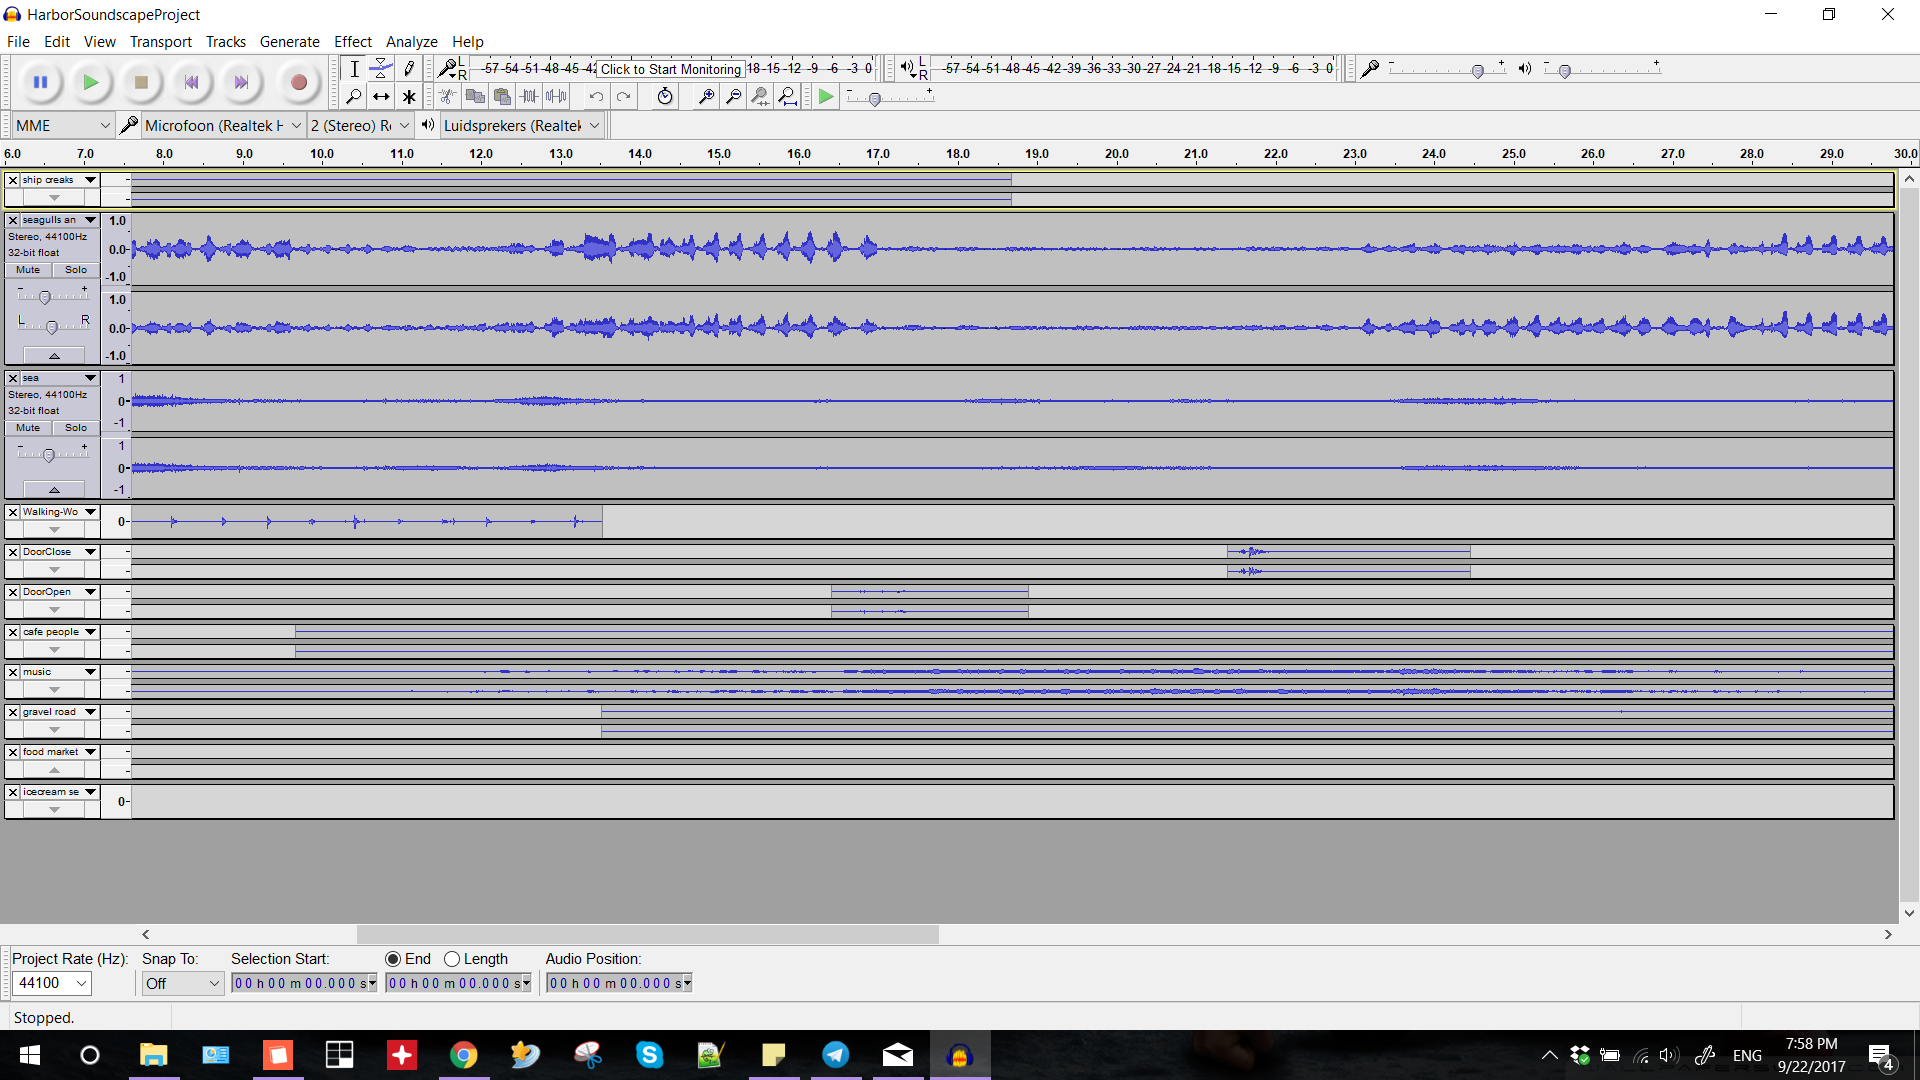 HarborSoundscapeProject
File Edit View Transport Tracks Generate Effect Analyze Help
L R -57 -54 -51 -48 -45 -42 Click to Start Monitoring 18 -15 -12 -9 -6 -3 0
L R -57 -54 -51 -48 -45 -42 -39 -36 -33 -30 -27 -24 -21 -18 -15 -12 -9 -6 -3 0
- + - +
- +
MME Microfoon (Realtek H 2 (Stereo) Re Luidsprekers (Realtek
6.0 7.0 8.0 9.0 10.0 11.0 12.0 13.0 14.0 15.0 16.0 17.0 18.0 19.0 20.0 21.0 22.0 23.0 24.0 25.0 26.0 27.0 28.0 29.0 30.0
ship creaks
seagulls an 1.0
Stereo, 44100Hz
32-bit float 0.0
Mute Solo -1.0
- + 1.0
L R 0.0
-1.0
sea 1
Stereo, 44100Hz 0
32-bit float
Mute Solo -1
- + 1
0
-1
Walking-Wo 0
DoorClose
DoorOpen
cafe people
music
gravel road
food market
icecream se 0
Project Rate (Hz): Snap To: Selection Start: End Length Audio Position:
44100 Off 00 h 00 m 00.000 s 00 h 00 m 00.000 s 00 h 00 m 00.000 s
Stopped.
ENG 7:58 PM
9/22/2017 4